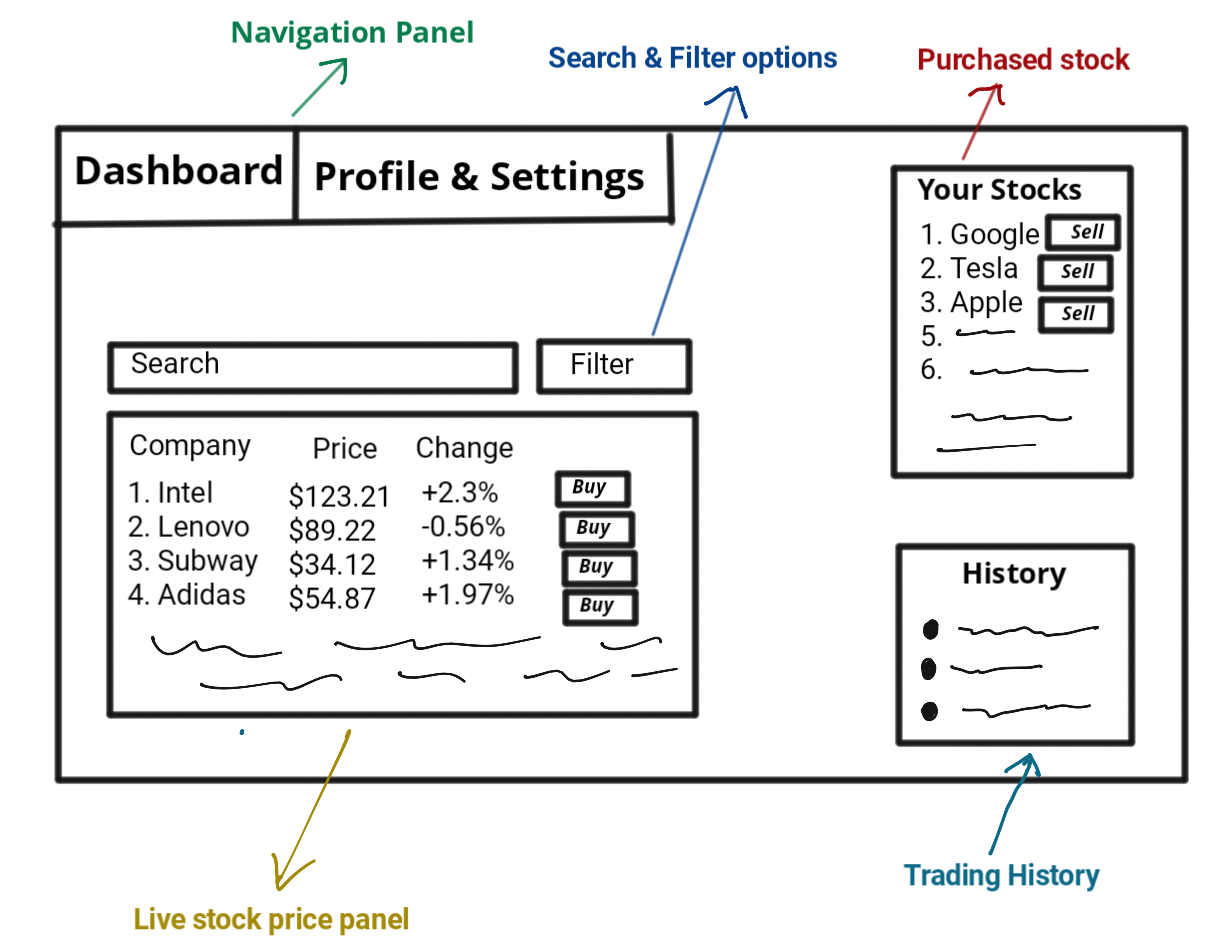 Navigation Panel
Search & Filter options
Purchased stock
Dashboard
Profile & Settings
Your Stocks
1. Google Sell
2. Tesla Sell
3. Apple Sell
5.
6.
Search
Filter
Company Price Change
1. Intel $123.21 +2.3% Buy
2. Lenovo $89.22 -0.56% Buy
3. Subway $34.12 +1.34% Buy
4. Adidas $54.87 +1.97% Buy
History
Trading History
Live stock price panel